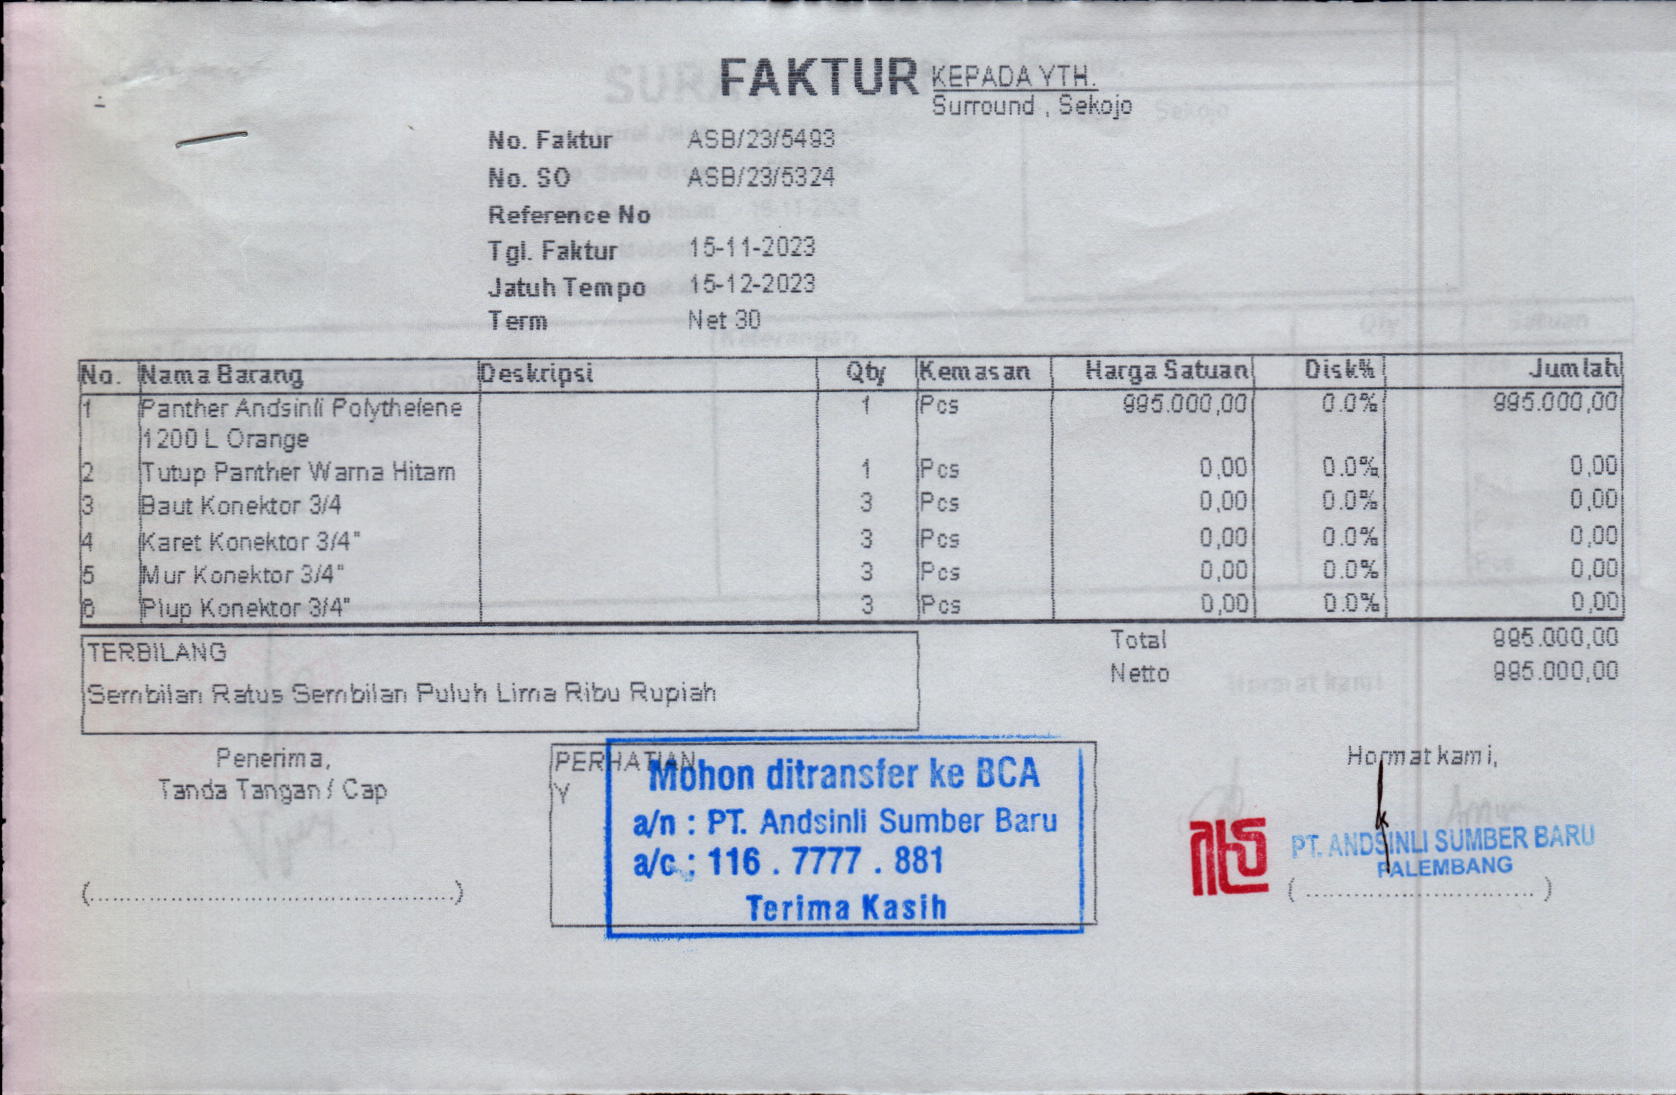 FAKTUR
KEPADA YTH.
Surround , Sekojo
No. Faktur ASB/23/5493
No. SO ASB/23/5324
Reference No
Tgl. Faktur 15-11-2023
Jatuh Tempo 15-12-2023
Term Net 30
No. Nama Barang Deskripsi Qty Kemasan Harga Satuan Disk% Jumlah
1 Panther Andsinli Polythelene 1 Pcs 995.000,00 0.0% 995.000,00
1200 L Orange
2 Tutup Panther Warna Hitam 1 Pcs 0,00 0.0% 0,00
3 Baut Konektor 3/4 3 Pcs 0,00 0.0% 0,00
4 Karet Konektor 3/4" 3 Pcs 0,00 0.0% 0,00
5 Mur Konektor 3/4" 3 Pcs 0,00 0.0% 0,00
6 Plup Konektor 3/4" 3 Pcs 0,00 0.0% 0,00
Total 995.000,00
Netto 995.000,00
TERBILANG
Sembilan Ratus Sembilan Puluh Lima Ribu Rupiah
Penerima,
Tanda Tangan / Cap
(................................................)
PERHATIAN
Y
Mohon ditransfer ke BCA
a/n : PT. Andsinli Sumber Baru
a/c : 116 . 7777 . 881
Terima Kasih
Hormat kami,
PT. ANDSINLI SUMBER BARU
PALEMBANG
(..............................)